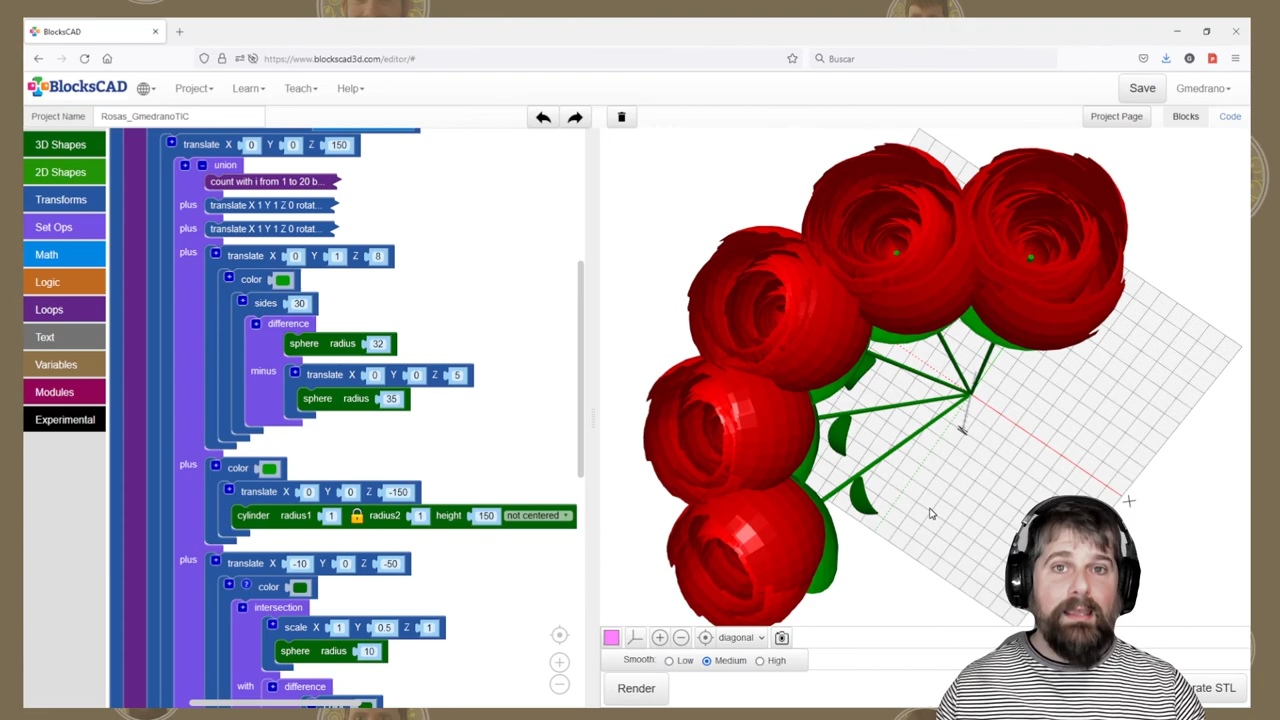 BlocksCAD × +
https://www.blockscad3d.com/editor/#
Buscar
BlocksCAD Project Learn Teach Help Save Gmedrano
Project Name Rosas_GmedranoTIC Project Page Blocks Code
3D Shapes
2D Shapes
Transforms
Set Ops
Math
Logic
Loops
Text
Variables
Modules
Experimental
translate X 0 Y 0 Z 150
union
count with i from 1 to 20 b...
plus translate X 1 Y 1 Z 0 rotat...
plus translate X 1 Y 1 Z 0 rotat...
plus translate X 0 Y 1 Z 8
color
sides 30
difference
sphere radius 32
minus translate X 0 Y 0 Z 5
sphere radius 35
plus color
translate X 0 Y 0 Z -150
cylinder radius1 1 radius2 1 height 150 not centered
plus translate X -10 Y 0 Z -50
? color
intersection
scale X 1 Y 0.5 Z 1
sphere radius 10
with difference
diagonal
Smooth: Low Medium High
Render
STL